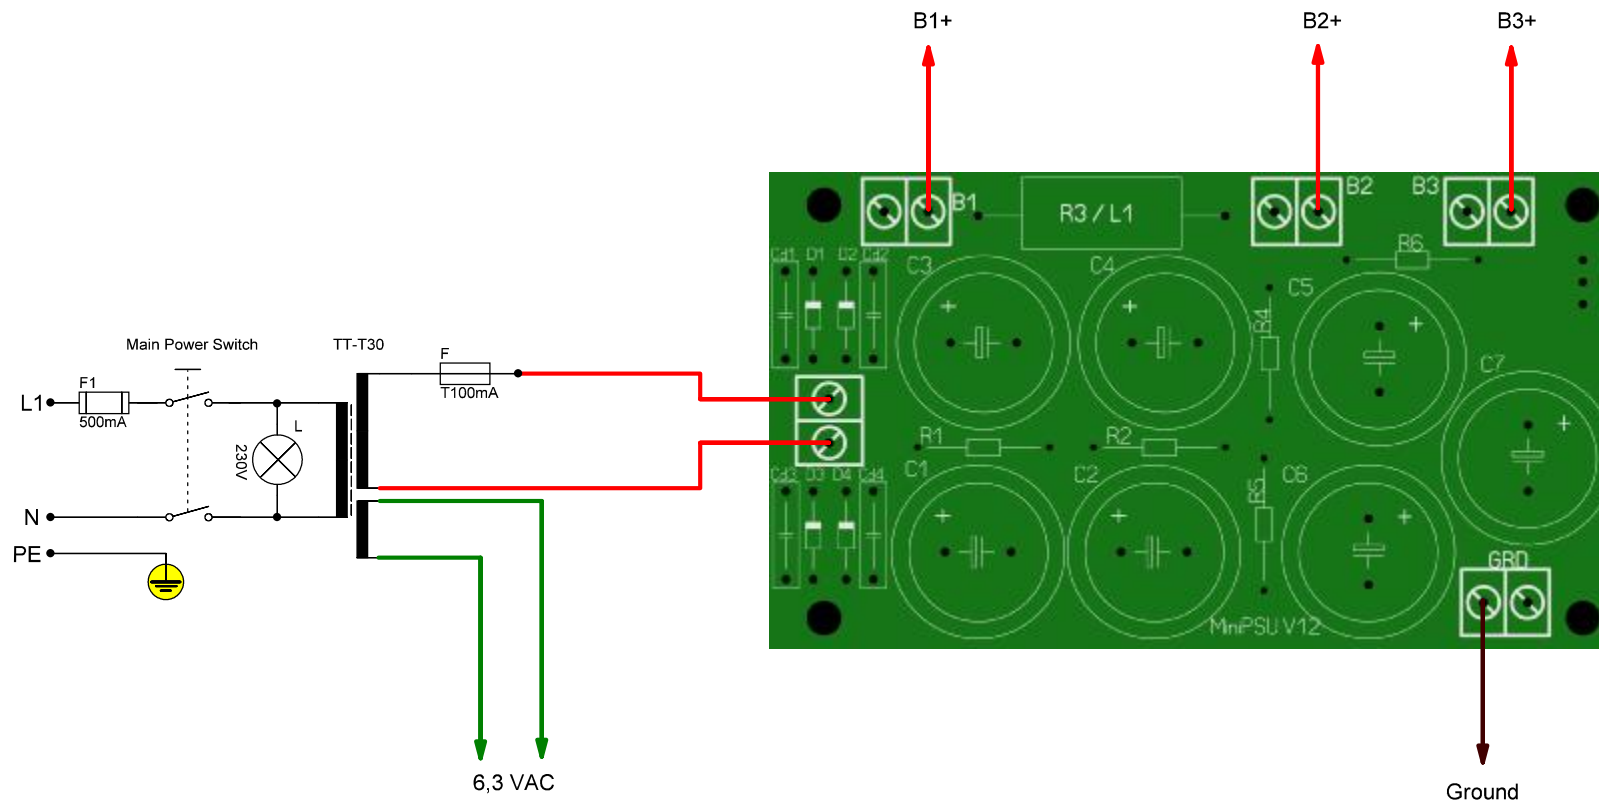 B1+
B2+
B3+
B1
R3 / L1
B2
B3
Cd1 D1 D2 Cd2
C3
C4
R6
C5
R4
C7
Main Power Switch
TT-T30
F
T100mA
F1
500mA
L1
L
230V
R1
R2
C1
C2
Cd3 D3 D4 Cd4
R5
C6
N
PE
GRD
MiniPSU V12
6,3 VAC
Ground